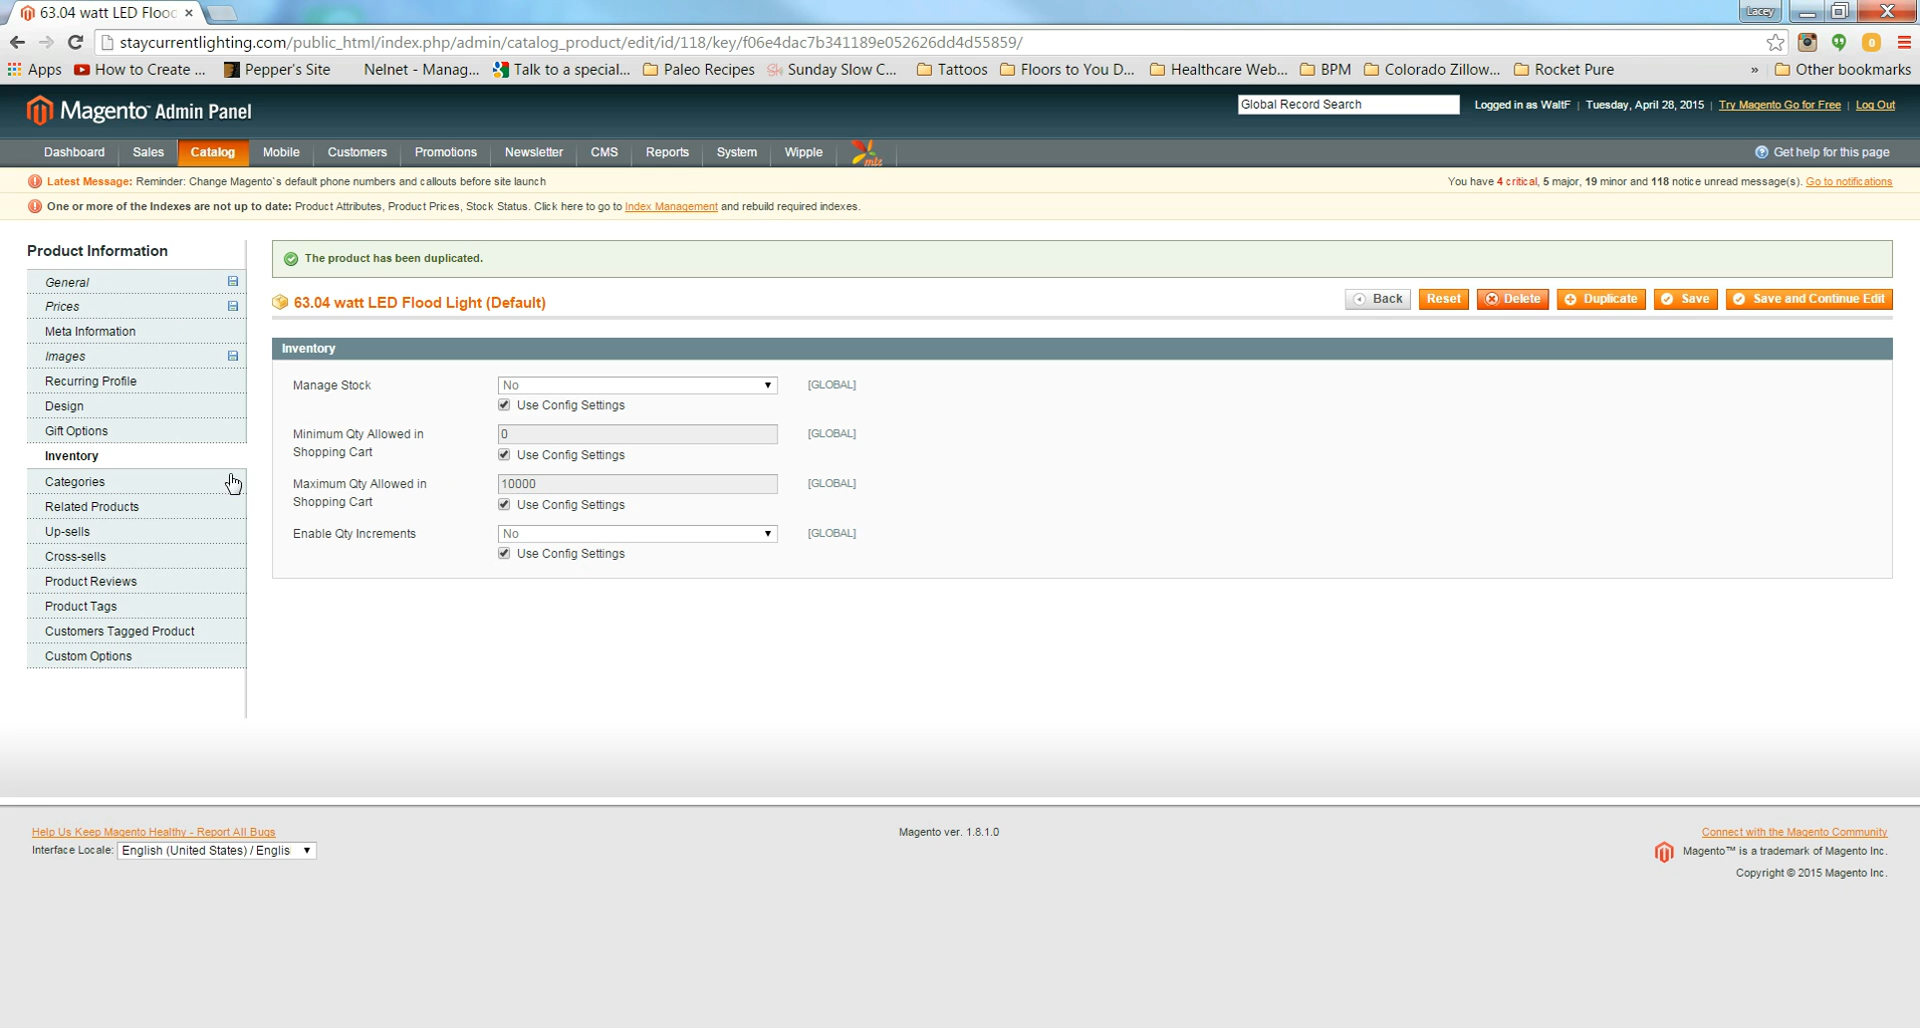 63.04 watt LED Flooc
Lacey
staycurrentlighting.com/public_html/index.php/admin/catalog_product/edit/id/118/key/f06e4dac7b341189e052626dd4d55859/
Apps How to Create ... Pepper's Site Nelnet - Manag... Talk to a special... Paleo Recipes Sunday Slow C... Tattoos Floors to You D... Healthcare Web... BPM Colorado Zillow... Rocket Pure » Other bookmarks
Magento™ Admin Panel
Global Record Search
Logged in as WaltF | Tuesday, April 28, 2015 | Try Magento Go for Free | Log Out
Dashboard Sales Catalog Mobile Customers Promotions Newsletter CMS Reports System Wipple mtc
Get help for this page
Latest Message: Reminder: Change Magento`s default phone numbers and callouts before site launch
You have 4 critical, 5 major, 19 minor and 118 notice unread message(s). Go to notifications
One or more of the Indexes are not up to date: Product Attributes, Product Prices, Stock Status. Click here to go to Index Management and rebuild required indexes.
Product Information
General
Prices
Meta Information
Images
Recurring Profile
Design
Gift Options
Inventory
Categories
Related Products
Up-sells
Cross-sells
Product Reviews
Product Tags
Customers Tagged Product
Custom Options
The product has been duplicated.
63.04 watt LED Flood Light (Default)
Back Reset Delete Duplicate Save Save and Continue Edit
Inventory
Manage Stock No [GLOBAL]
Use Config Settings
Minimum Qty Allowed in Shopping Cart 0 [GLOBAL]
Use Config Settings
Maximum Qty Allowed in Shopping Cart 10000 [GLOBAL]
Use Config Settings
Enable Qty Increments No [GLOBAL]
Use Config Settings
Help Us Keep Magento Healthy - Report All Bugs
Interface Locale: English (United States) / Englis
Magento ver. 1.8.1.0
Connect with the Magento Community
Magento™ is a trademark of Magento Inc.
Copyright © 2015 Magento Inc.